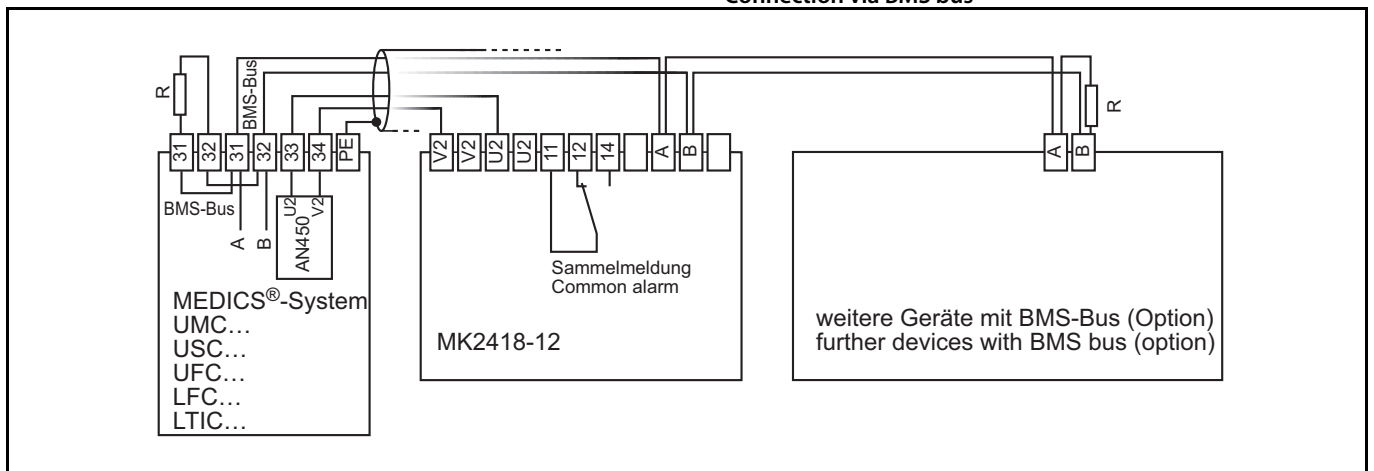 Connection via BMS bus
R
BMS-Bus
31
32
31
32
33
34
PE
BMS-Bus
A
B
U2
V2
AN450
MEDICS®-System
UMC…
USC…
UFC…
LFC…
LTIC…
V2
V2
U2
U2
11
12
14
A
B
Sammelmeldung
Common alarm
MK2418-12
A
B
R
weitere Geräte mit BMS-Bus (Option)
further devices with BMS bus (option)